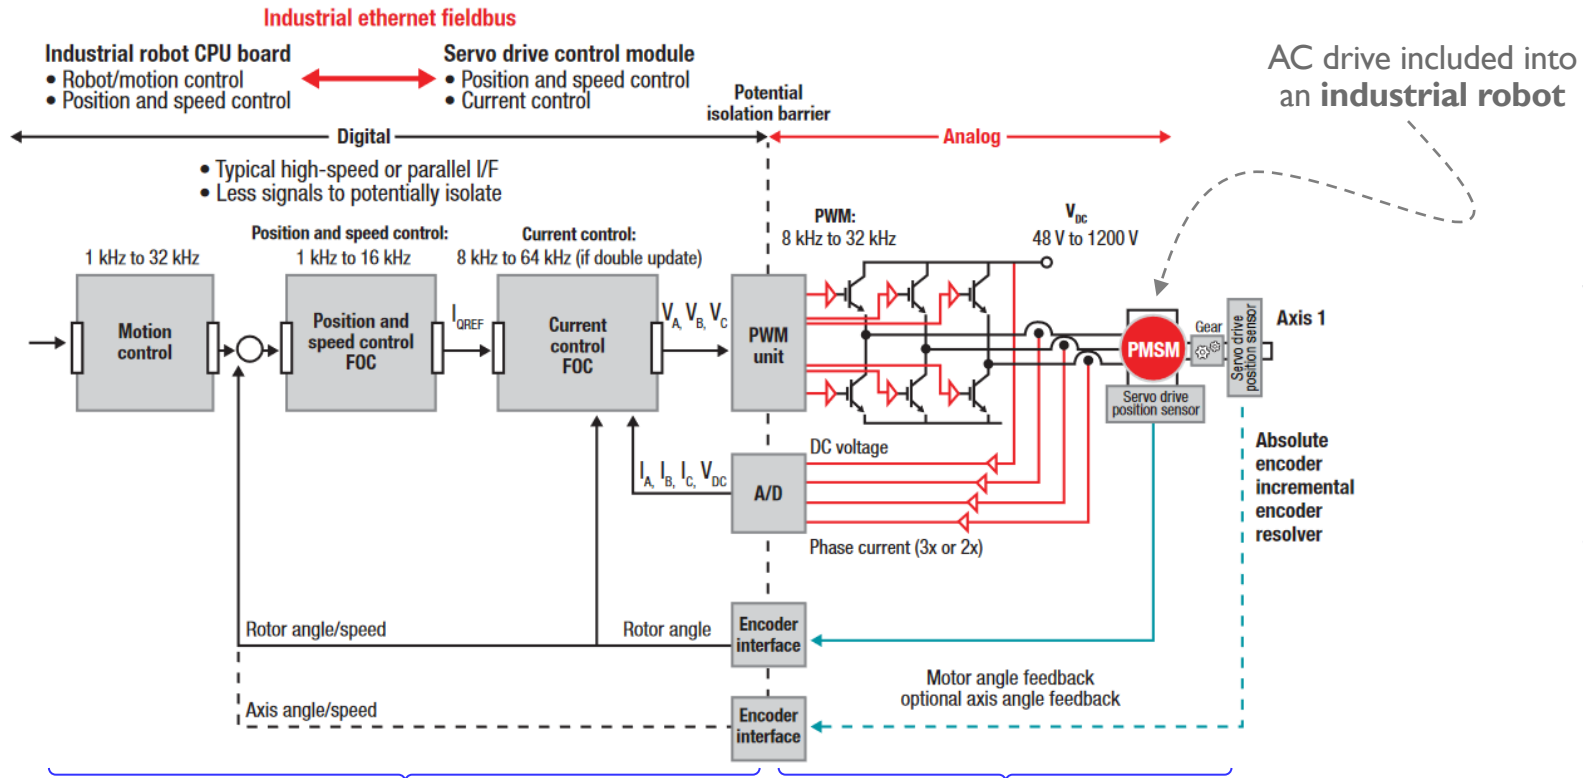 Industrial ethernet fieldbus
Industrial robot CPU board
• Robot/motion control
• Position and speed control
Servo drive control module
• Position and speed control
• Current control
Potential
isolation barrier
AC drive included into
an industrial robot
Digital
Analog
• Typical high-speed or parallel I/F
• Less signals to potentially isolate
1 kHz to 32 kHz
Position and speed control:
1 kHz to 16 kHz
Current control:
8 kHz to 64 kHz (if double update)
PWM:
8 kHz to 32 kHz
VDC
48 V to 1200 V
Motion
control
Position and
speed control
FOC
IQREF
Current
control
FOC
VA, VB, VC
PWM
unit
PMSM
Gear
Servo drive
position sensor
Axis 1
Servo drive
position sensor
DC voltage
IA, IB, IC, VDC
A/D
Phase current (3x or 2x)
Absolute
encoder
incremental
encoder
resolver
Rotor angle/speed
Rotor angle
Encoder
interface
Motor angle feedback
optional axis angle feedback
Axis angle/speed
Encoder
interface